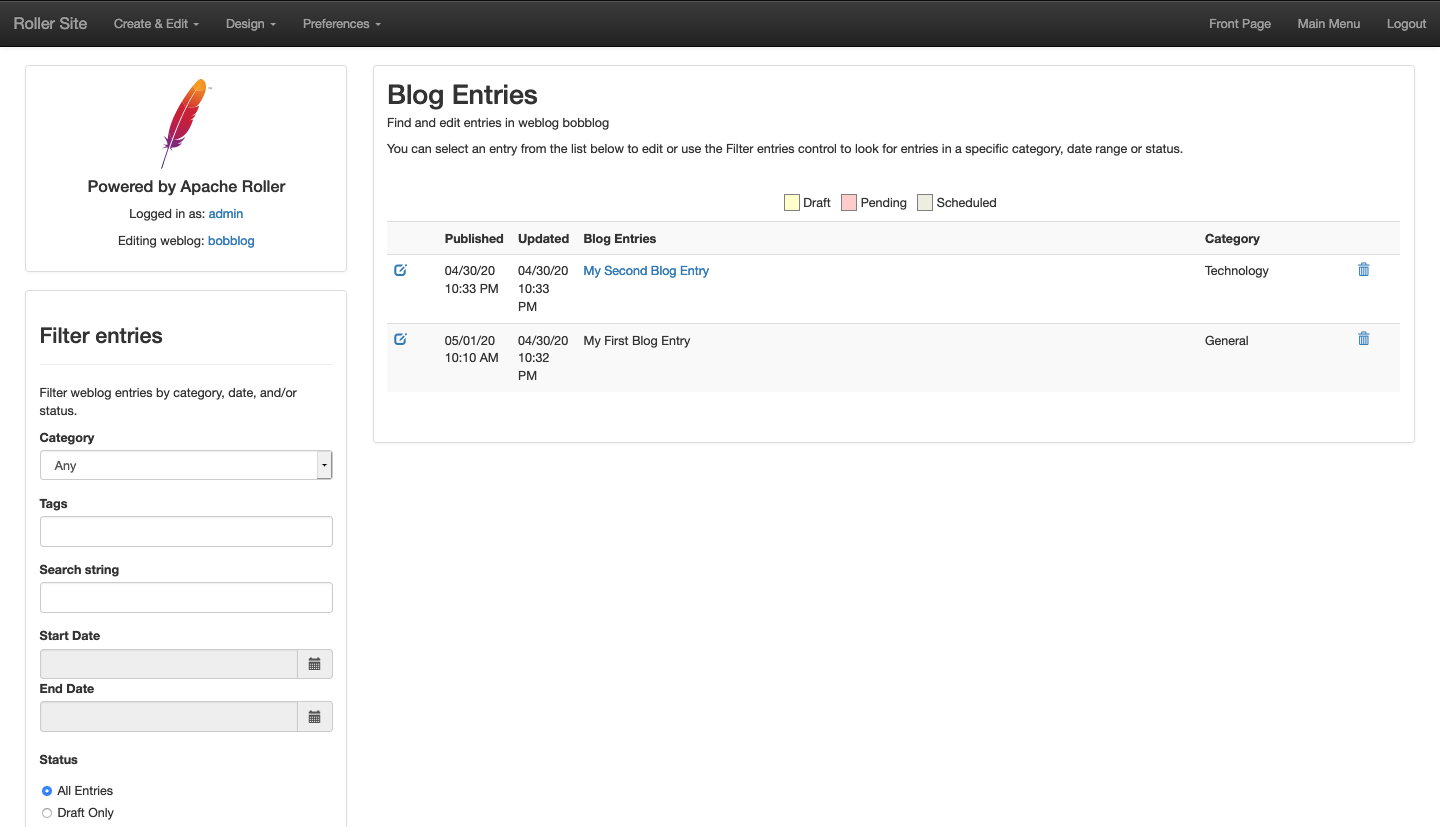 Roller Site Create & Edit Design Preferences Front Page Main Menu Logout
Powered by Apache Roller
Logged in as: admin
Editing weblog: bobblog
Filter entries
Filter weblog entries by category, date, and/or
status.
Category
Any
Tags
Search string
Start Date
End Date
Status
All Entries
Draft Only
Blog Entries
Find and edit entries in weblog bobblog
You can select an entry from the list below to edit or use the Filter entries control to look for entries in a specific category, date range or status.
Draft Pending Scheduled
Published Updated Blog Entries Category
04/30/20 04/30/20 My Second Blog Entry Technology
10:33 PM 10:33
PM
05/01/20 04/30/20 My First Blog Entry General
10:10 AM 10:32
PM